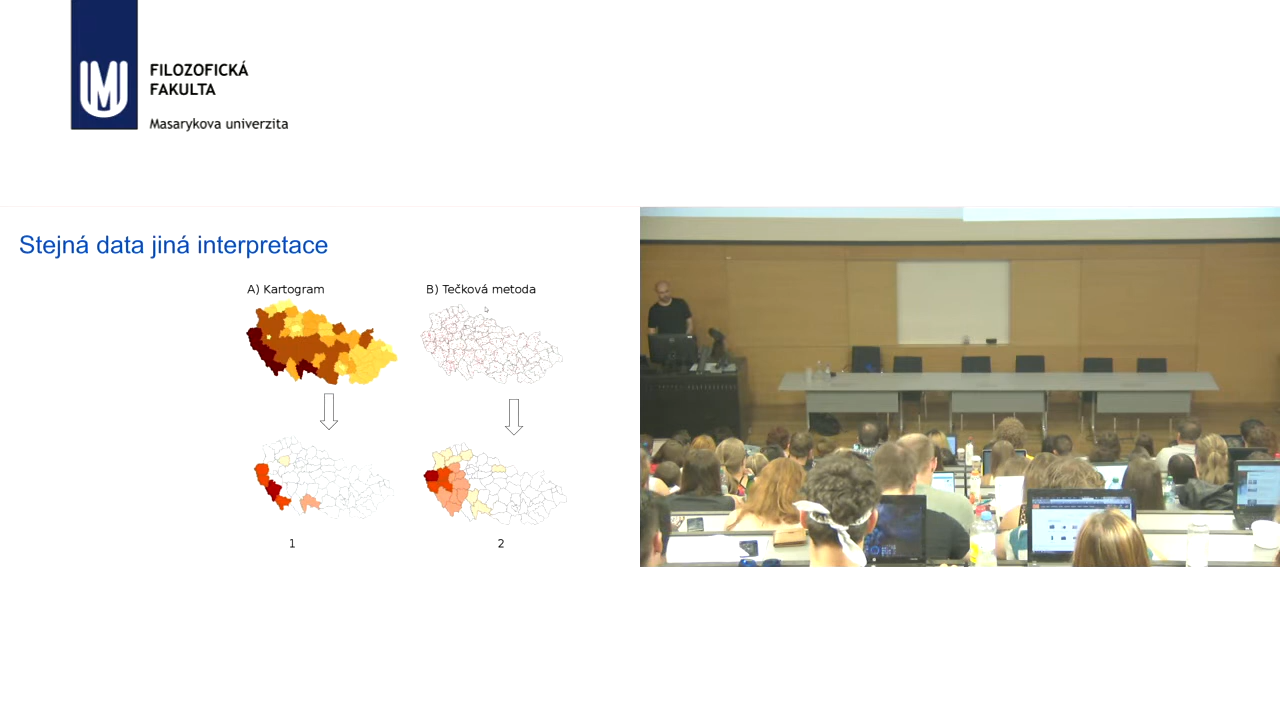 FILOZOFICKÁ
FAKULTA
Masarykova univerzita
Stejná data jiná interpretace
A) Kartogram
B) Tečková metoda
1
2